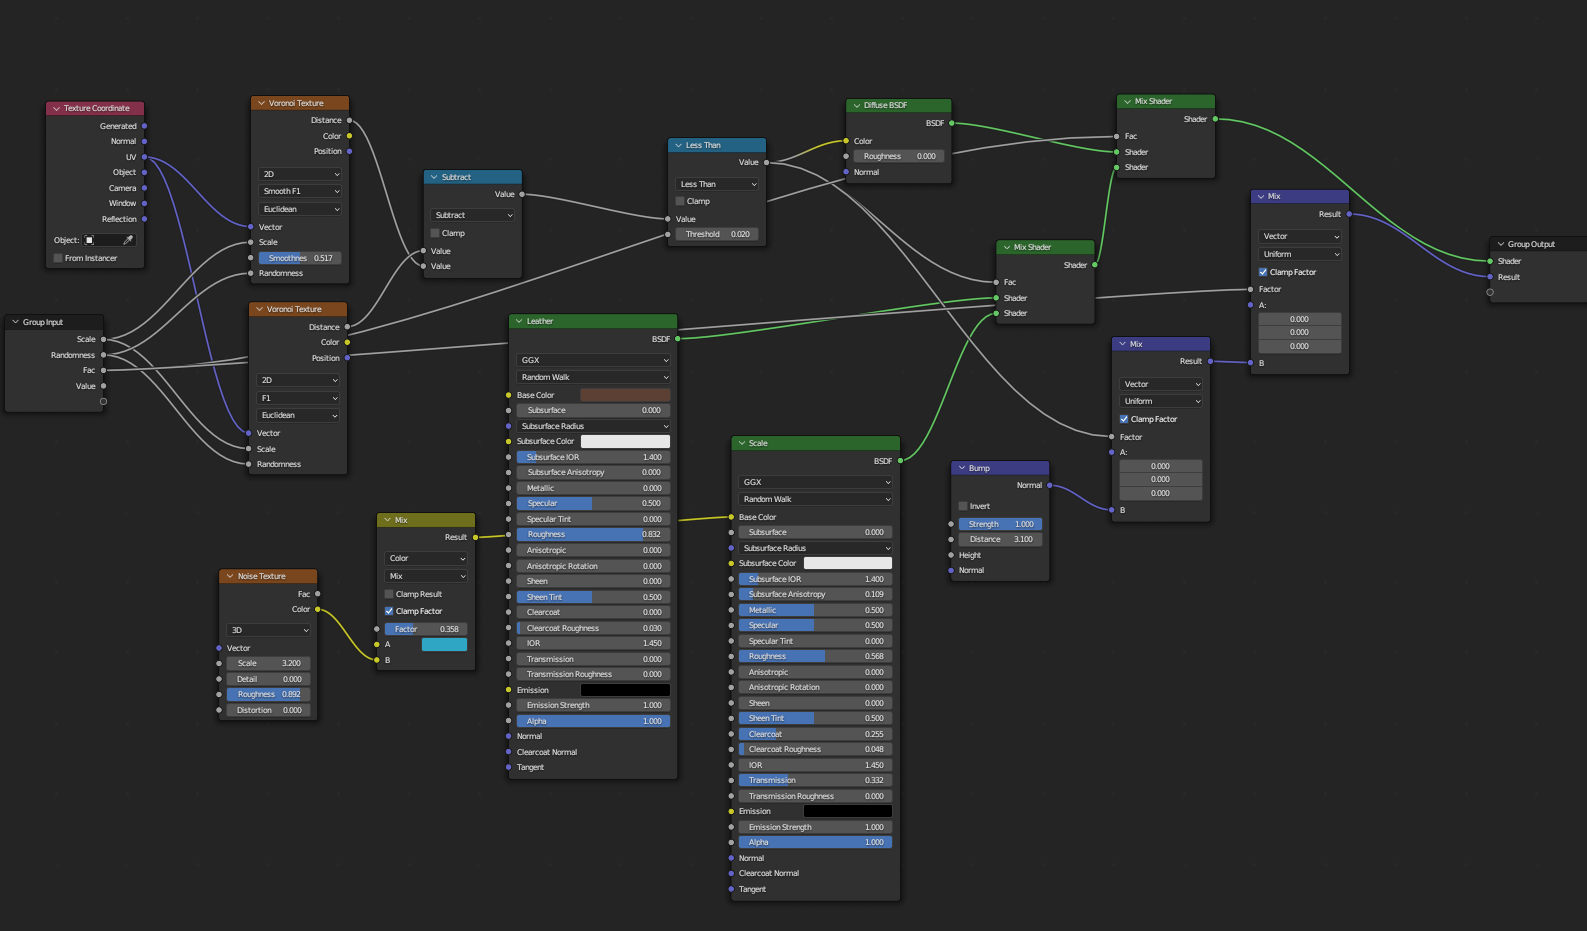 Texture Coordinate
Generated
Normal
UV
Object
Camera
Window
Reflection
Object:
From Instancer
Group Input
Scale
Randomness
Fac
Value
Voronoi Texture
Distance
Color
Position
2D
Smooth F1
Euclidean
Vector
Scale
Smoothnes 0.517
Randomness
Voronoi Texture
Distance
Color
Position
2D
F1
Euclidean
Vector
Scale
Randomness
Noise Texture
Fac
Color
3D
Vector
Scale 3.200
Detail 0.000
Roughness 0.892
Distortion 0.000
Subtract
Value
Subtract
Clamp
Value
Value
Mix
Result
Color
Mix
Clamp Result
Clamp Factor
Factor 0.358
A
B
Leather
BSDF
GGX
Random Walk
Base Color
Subsurface 0.000
Subsurface Radius
Subsurface Color
Subsurface IOR 1.400
Subsurface Anisotropy 0.000
Metallic 0.000
Specular 0.500
Specular Tint 0.000
Roughness 0.832
Anisotropic 0.000
Anisotropic Rotation 0.000
Sheen 0.000
Sheen Tint 0.500
Clearcoat 0.000
Clearcoat Roughness 0.030
IOR 1.450
Transmission 0.000
Transmission Roughness 0.000
Emission
Emission Strength 1.000
Alpha 1.000
Normal
Clearcoat Normal
Tangent
Less Than
Value
Less Than
Clamp
Value
Threshold 0.020
Scale
BSDF
GGX
Random Walk
Base Color
Subsurface 0.000
Subsurface Radius
Subsurface Color
Subsurface IOR 1.400
Subsurface Anisotropy 0.109
Metallic 0.500
Specular 0.500
Specular Tint 0.000
Roughness 0.568
Anisotropic 0.000
Anisotropic Rotation 0.000
Sheen 0.000
Sheen Tint 0.500
Clearcoat 0.255
Clearcoat Roughness 0.048
IOR 1.450
Transmission 0.332
Transmission Roughness 0.000
Emission
Emission Strength 1.000
Alpha 1.000
Normal
Clearcoat Normal
Tangent
Diffuse BSDF
BSDF
Color
Roughness 0.000
Normal
Mix Shader
Shader
Fac
Shader
Shader
Bump
Normal
Invert
Strength 1.000
Distance 3.100
Height
Normal
Mix Shader
Shader
Fac
Shader
Shader
Mix
Result
Vector
Uniform
Clamp Factor
Factor
A:
0.000
0.000
0.000
B
Mix
Result
Vector
Uniform
Clamp Factor
Factor
A:
0.000
0.000
0.000
B
Group Output
Shader
Result